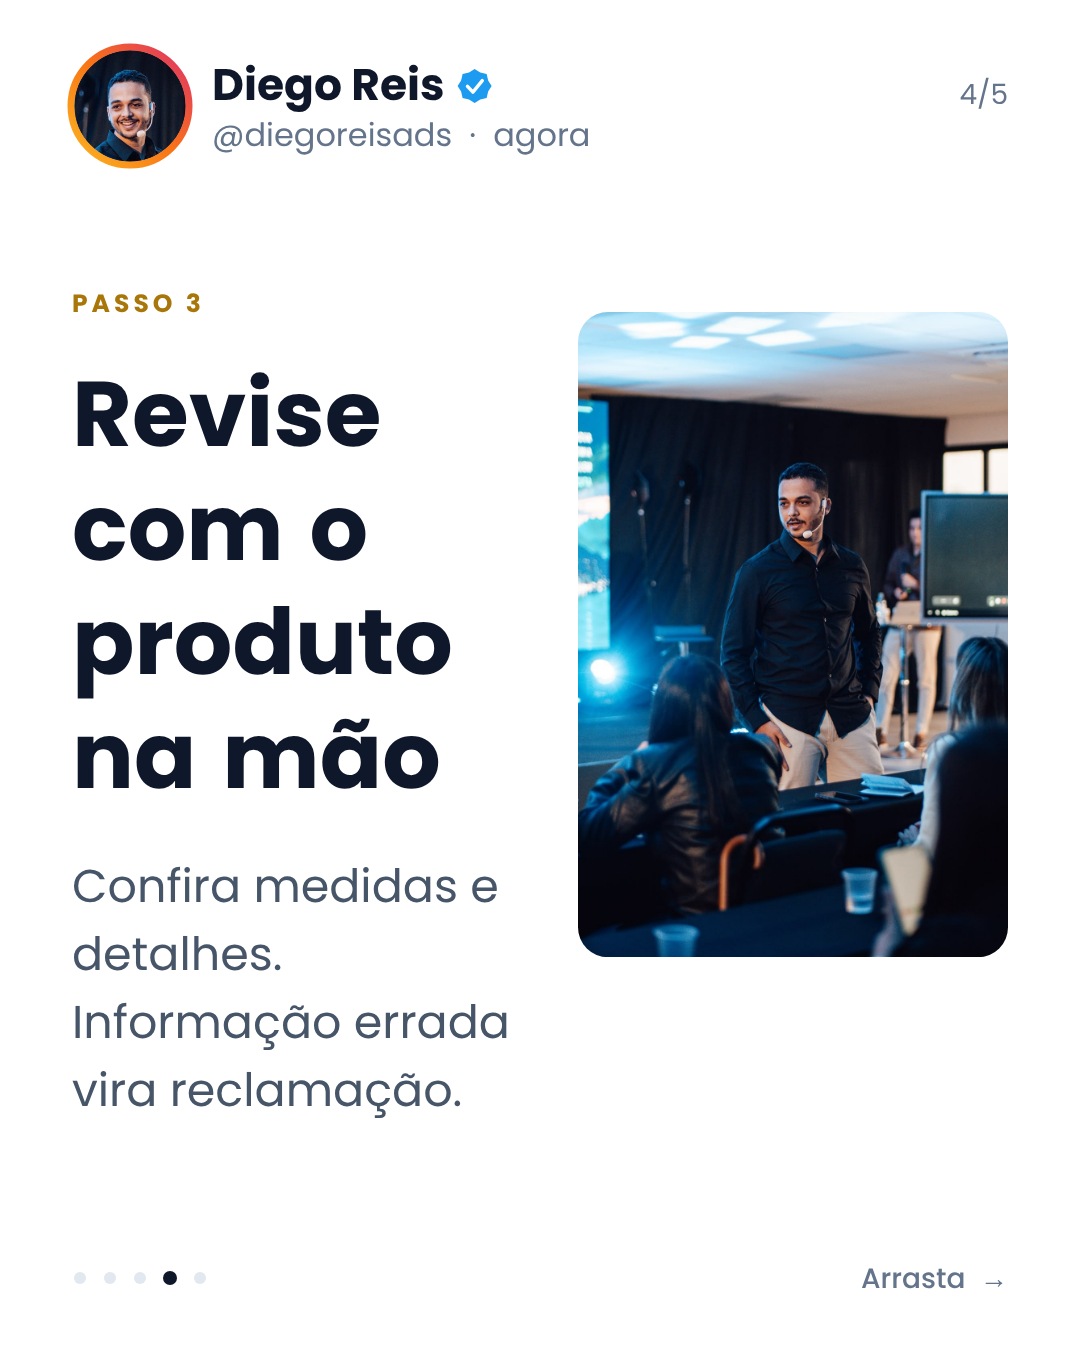 Diego Reis
@diegoreisads · agora
4/5
PASSO 3
Revise
com o
produto
na mão
Confira medidas e
detalhes.
Informação errada
vira reclamação.
Arrasta →